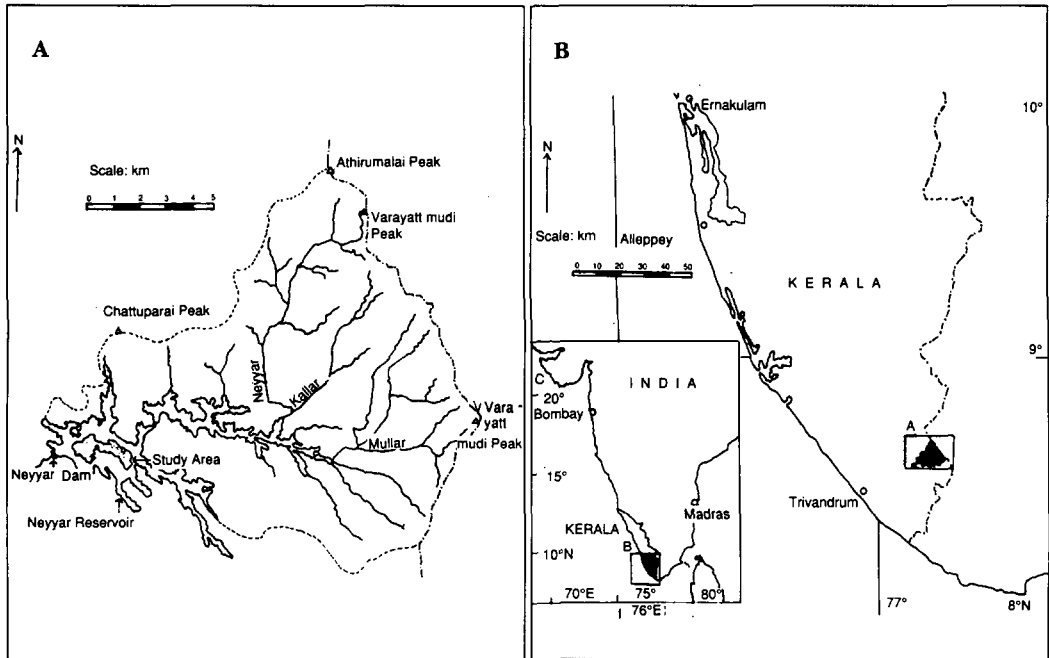 A
N
Scale: km
0 1 2 3 4 5
Athirumalai Peak
Varayatt mudi
Peak
Chattuparai Peak
Neyyar
Kallar
Mullar
Vara
yatt
mudi Peak
Study Area
Neyyar Dam
Neyyar Reservoir
B
Ernakulam
10°
N
Scale: km
Alleppey
0 10 20 30 40 50
KERALA
9°
A
Trivandrum
77°
8°N
C
INDIA
20°
Bombay
15°
Madras
KERALA
B
10°N
70°E
75°
80°
76°E